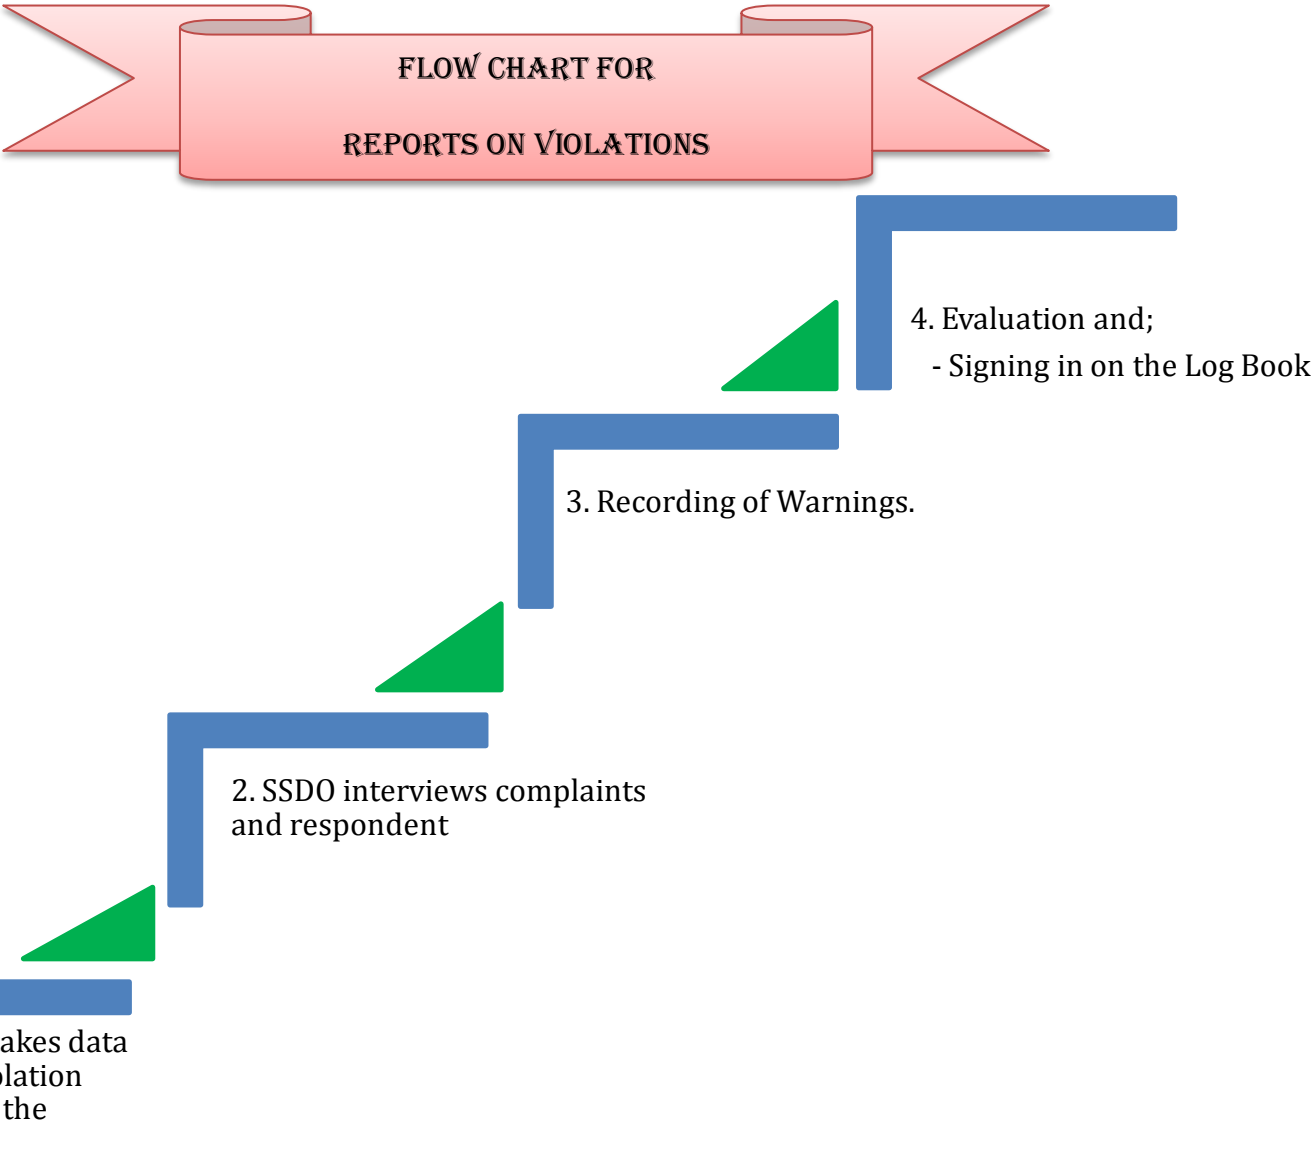 FLOW CHART FOR
REPORTS ON VIOLATIONS
4. Evaluation and;
- Signing in on the Log Book
3. Recording of Warnings.
2. SSDO interviews complaints
and respondent
akes data
olation
the